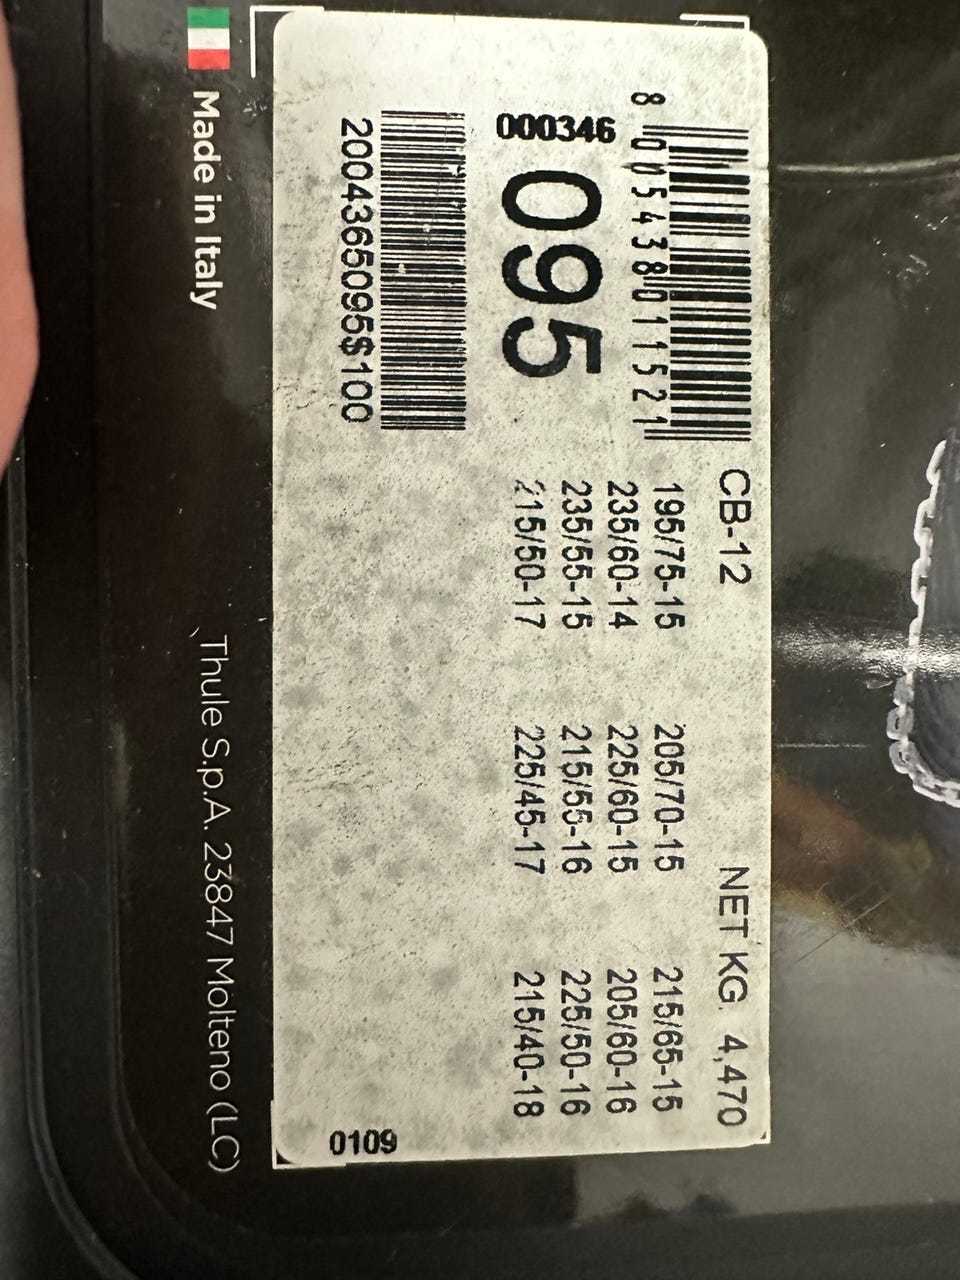 CB-12 NET KG. 4,470
8 005438 011521
195/75-15 205/70-15 215/65-15
235/60-14 225/60-15 205/60-16
235/55-15 215/55-16 225/50-16
215/50-17 225/45-17 215/40-18
000346
095
2004365095$100
0109
Made in Italy
Thule S.p.A. 23847 Molteno (LC)